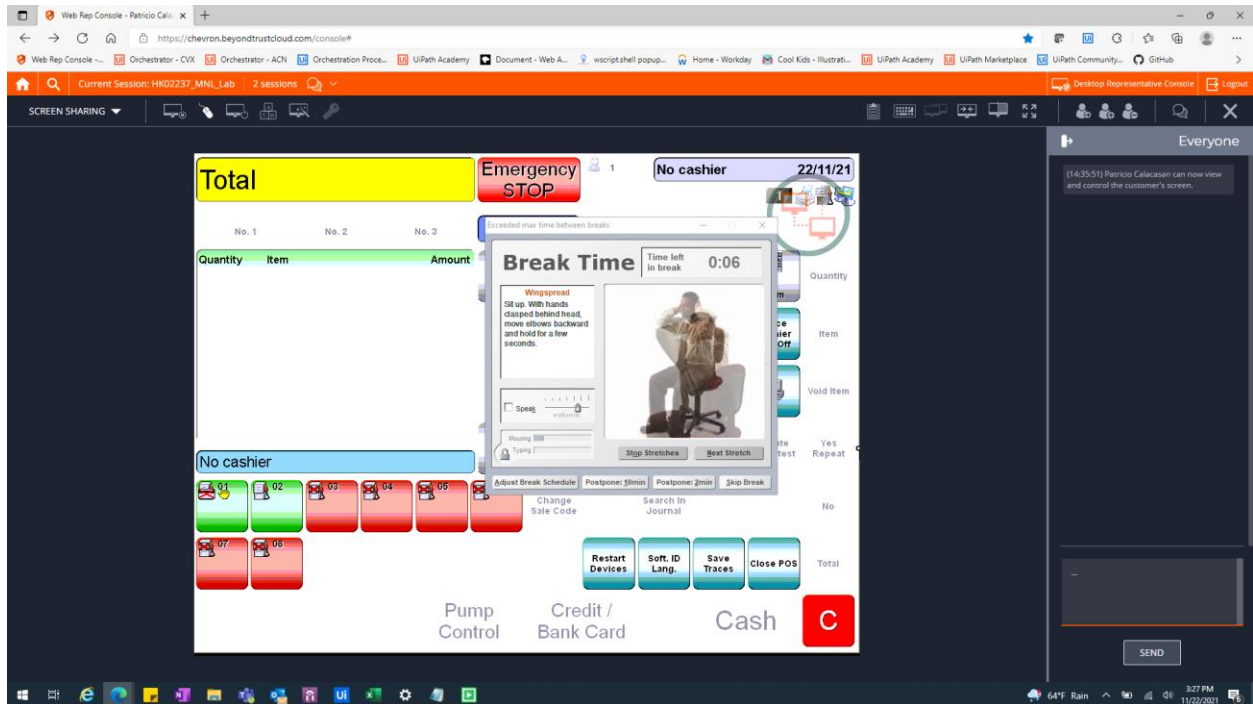 Web Rep Console - Patricio Cala
https://chevron.beyondtrustcloud.com/console#
Web Rep Console -...
Orchestrator - CVX
Orchestrator - ACN
Orchestration Proce...
UiPath Academy
Document - Web A...
wscript.shell popup...
Home - Workday
Cool Kids - Illustrati...
UiPath Academy
UiPath Marketplace
UiPath Community...
GitHub
Current Session: HK02237_MNL_Lab
2 sessions
Desktop Representative Console
Logout
SCREEN SHARING
Everyone
(14:35:51) Patricio Calacasan can now view
and control the customer's screen.
Total
Emergency
STOP
1
No cashier
22/11/21
1
No. 1
No. 2
No. 3
Quantity
Item
Amount
Exceeded max time between breaks
Break Time
Time left
in break
0:06
Wingspread
Sit up. With hands
clasped behind head,
move elbows backward
and hold for a few
seconds.
Speak
volume
Mousing
Typing
Stop Stretches
Next Stretch
Adjust Break Schedule
Postpone: 10min
Postpone: 2min
Skip Break
Quantity
Item
Off
Void Item
Yes
Repeat
No cashier
01
02
03
04
05
Change
Sale Code
Search In
Journal
No
07
08
Restart
Devices
Soft. ID
Lang.
Save
Traces
Close POS
Total
Pump
Control
Credit /
Bank Card
Cash
C
SEND
64°F Rain
3:27 PM
11/22/2021